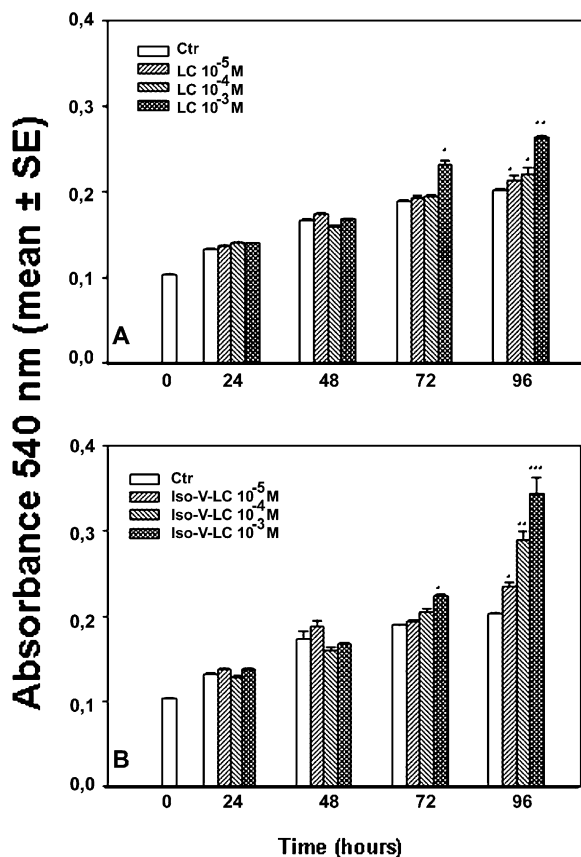 Absorbance 540 nm (mean ± SE)
0,4
0,3
0,2
0,1
0,0
Ctr
LC 10⁻⁵M
LC 10⁻⁴M
LC 10⁻³M
A
0 24 48 72 96
0,4
0,3
0,2
0,1
0,0
Ctr
Iso-V-LC 10⁻⁵M
Iso-V-LC 10⁻⁴M
Iso-V-LC 10⁻³M
B
0 24 48 72 96
Time (hours)